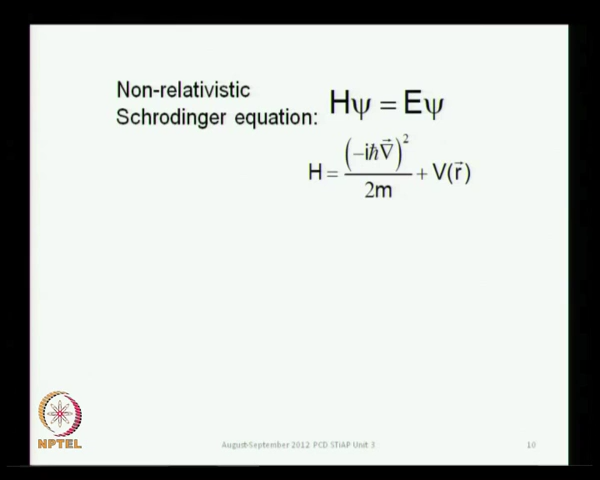 Non-relativistic
Schrodinger equation: Hψ = Eψ
H = (−iħ∇⃗)² / 2m + V(r⃗)
NPTEL
August-September 2012 PCD STiAP Unit 3
10